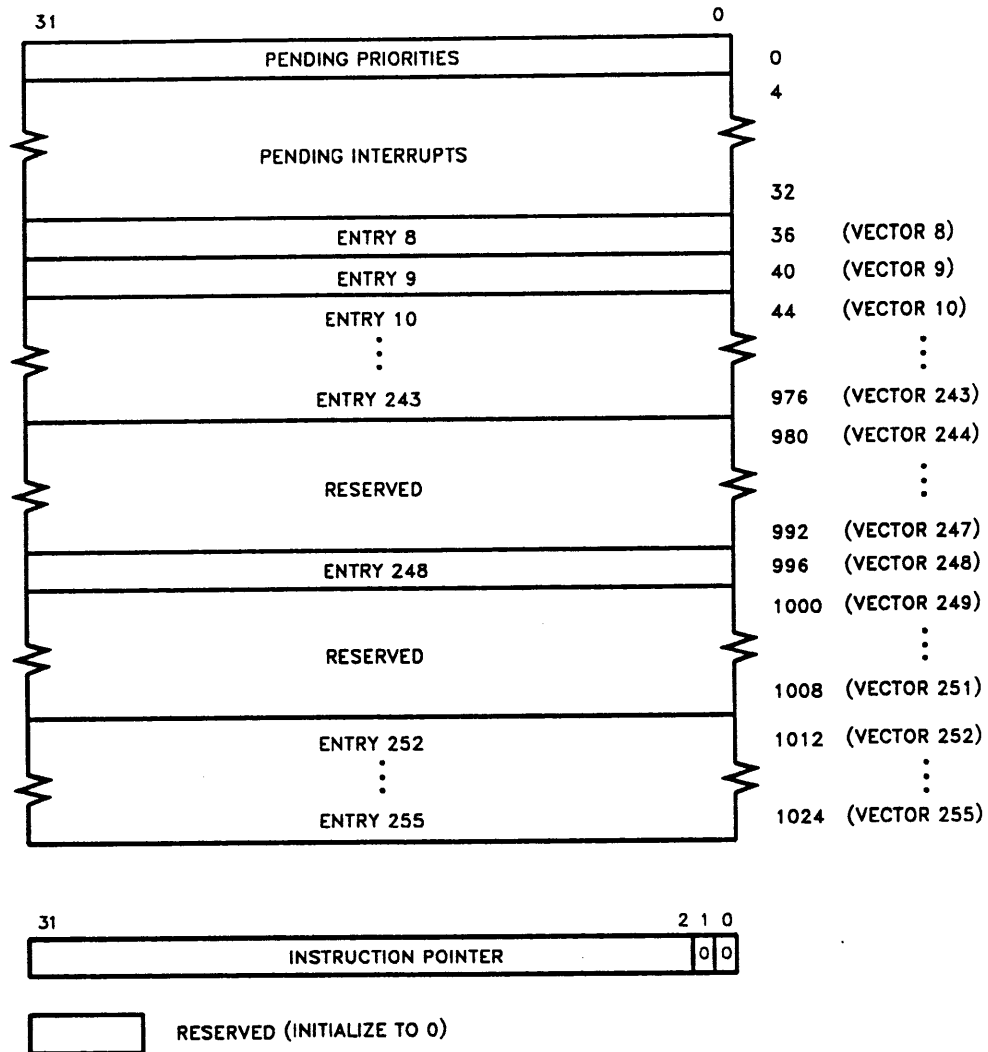 31 0
PENDING PRIORITIES 0
4
PENDING INTERRUPTS
32
ENTRY 8 36 (VECTOR 8)
ENTRY 9 40 (VECTOR 9)
ENTRY 10 44 (VECTOR 10)
ENTRY 243 976 (VECTOR 243)
980 (VECTOR 244)
RESERVED
992 (VECTOR 247)
ENTRY 248 996 (VECTOR 248)
1000 (VECTOR 249)
RESERVED
1008 (VECTOR 251)
ENTRY 252 1012 (VECTOR 252)
ENTRY 255 1024 (VECTOR 255)
31 2 1 0
INSTRUCTION POINTER 0 0
RESERVED (INITIALIZE TO 0)